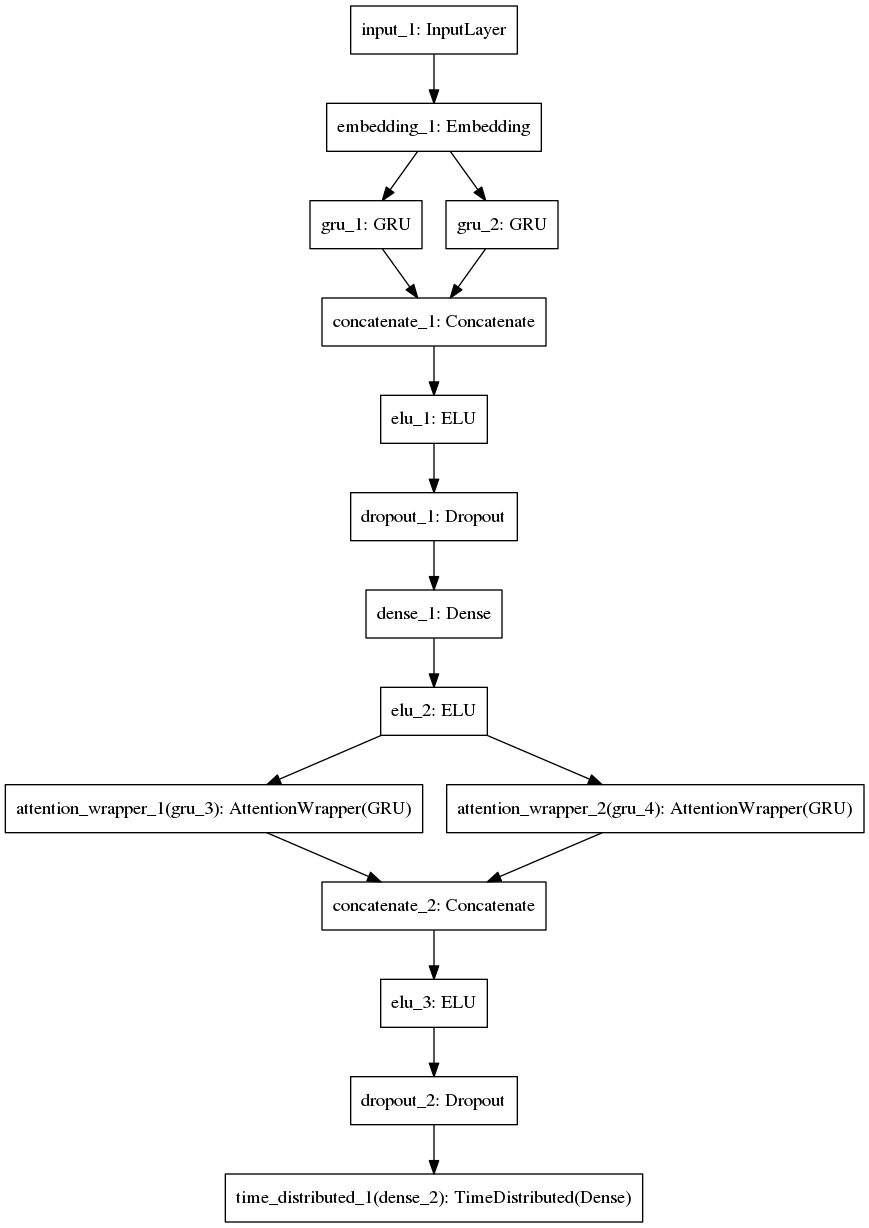 input_1: InputLayer
embedding_1: Embedding
gru_1: GRU
gru_2: GRU
concatenate_1: Concatenate
elu_1: ELU
dropout_1: Dropout
dense_1: Dense
elu_2: ELU
attention_wrapper_1(gru_3): AttentionWrapper(GRU)
attention_wrapper_2(gru_4): AttentionWrapper(GRU)
concatenate_2: Concatenate
elu_3: ELU
dropout_2: Dropout
time_distributed_1(dense_2): TimeDistributed(Dense)